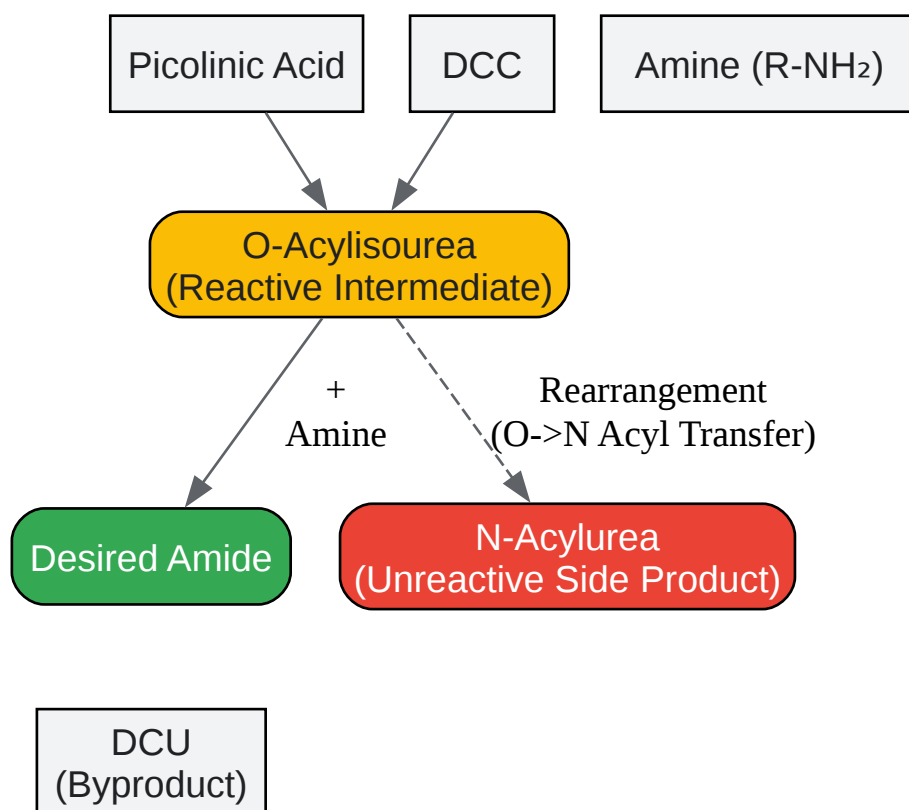 Picolinic Acid
DCC
Amine (R-NH₂)
O-Acylisourea
(Reactive Intermediate)
+
Amine
Rearrangement
(O->N Acyl Transfer)
Desired Amide
N-Acylurea
(Unreactive Side Product)
DCU
(Byproduct)